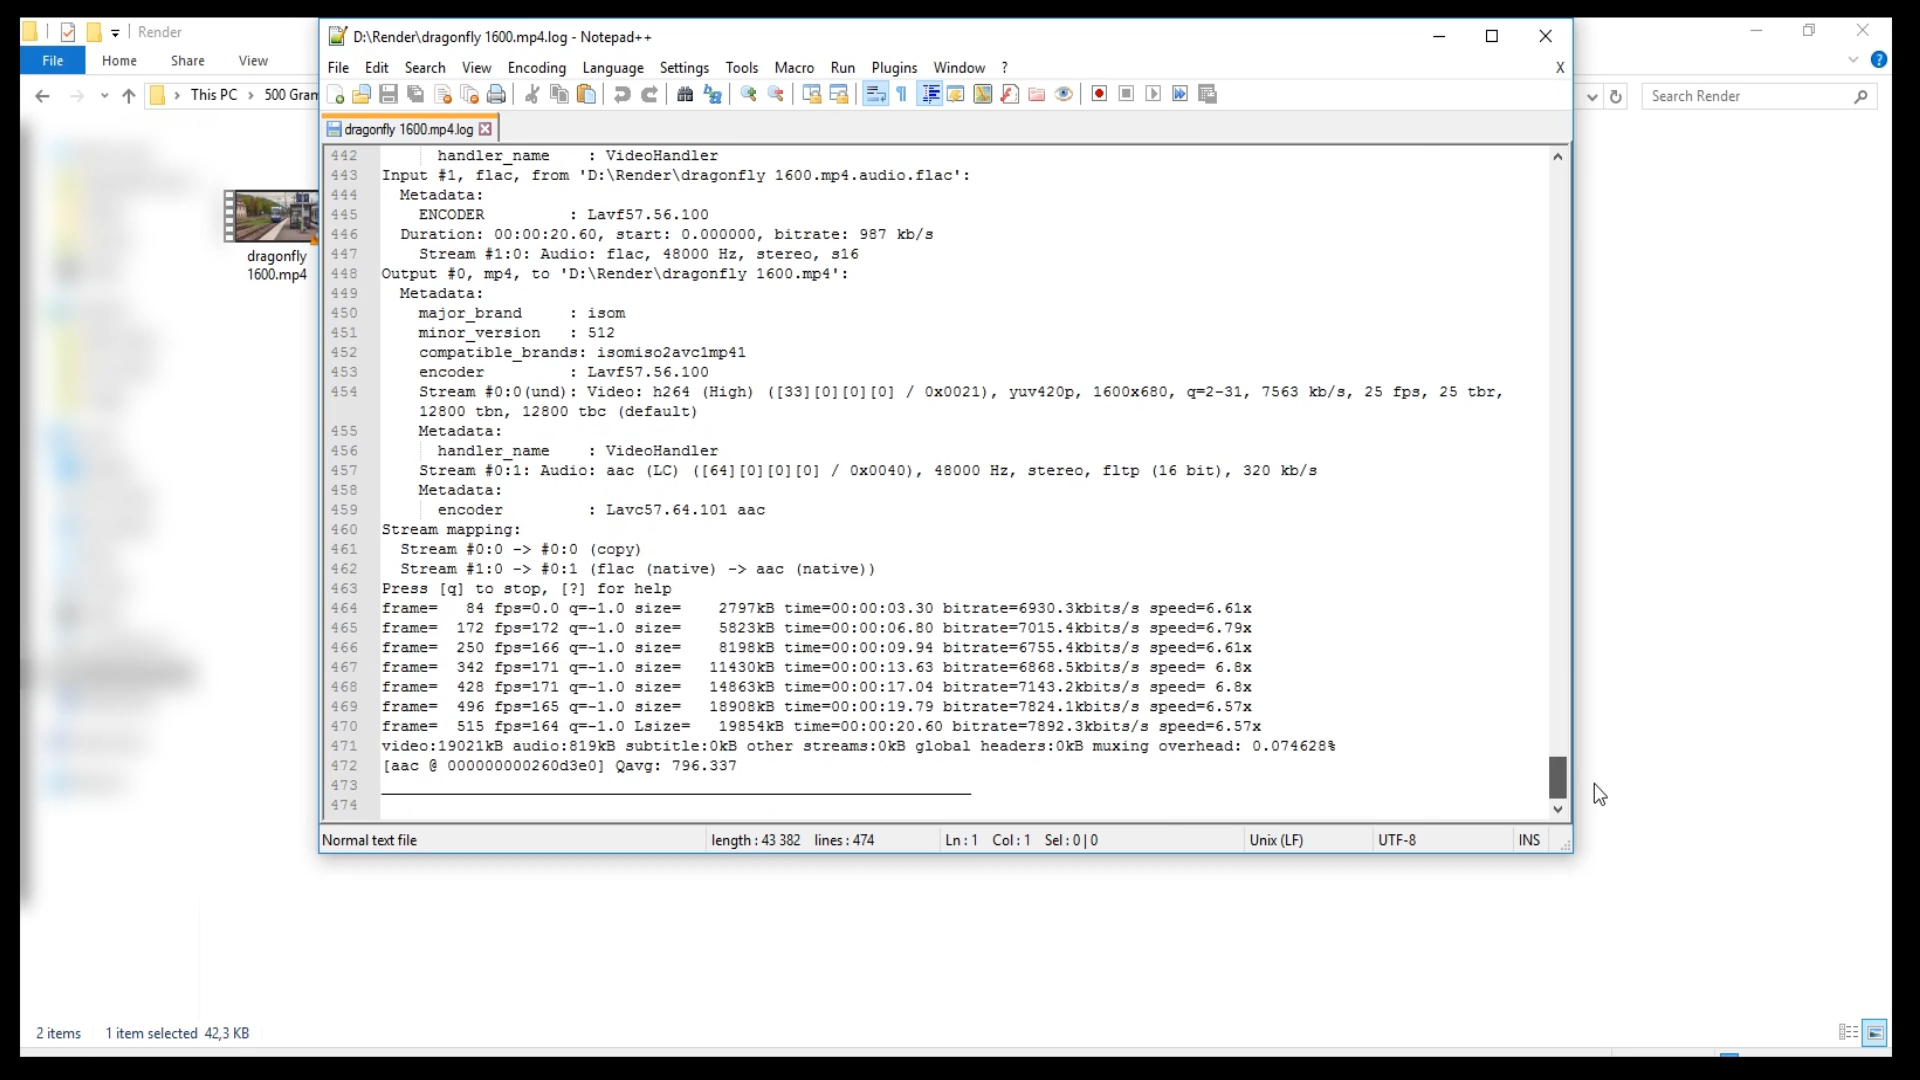 Render
File Home Share View
This PC > 500 Gram
Search Render
dragonfly
1600.mp4
D:\Render\dragonfly 1600.mp4.log - Notepad++
File Edit Search View Encoding Language Settings Tools Macro Run Plugins Window ? X
dragonfly 1600.mp4.log
442 handler_name : VideoHandler
443 Input #1, flac, from 'D:\Render\dragonfly 1600.mp4.audio.flac':
444 Metadata:
445 ENCODER : Lavf57.56.100
446 Duration: 00:00:20.60, start: 0.000000, bitrate: 987 kb/s
447 Stream #1:0: Audio: flac, 48000 Hz, stereo, s16
448 Output #0, mp4, to 'D:\Render\dragonfly 1600.mp4':
449 Metadata:
450 major_brand : isom
451 minor_version : 512
452 compatible_brands: isomiso2avc1mp41
453 encoder : Lavf57.56.100
454 Stream #0:0(und): Video: h264 (High) ([33][0][0][0] / 0x0021), yuv420p, 1600x680, q=2-31, 7563 kb/s, 25 fps, 25 tbr,
12800 tbn, 12800 tbc (default)
455 Metadata:
456 handler_name : VideoHandler
457 Stream #0:1: Audio: aac (LC) ([64][0][0][0] / 0x0040), 48000 Hz, stereo, fltp (16 bit), 320 kb/s
458 Metadata:
459 encoder : Lavc57.64.101 aac
460 Stream mapping:
461 Stream #0:0 -> #0:0 (copy)
462 Stream #1:0 -> #0:1 (flac (native) -> aac (native))
463 Press [q] to stop, [?] for help
464 frame= 84 fps=0.0 q=-1.0 size= 2797kB time=00:00:03.30 bitrate=6930.3kbits/s speed=6.61x
465 frame= 172 fps=172 q=-1.0 size= 5823kB time=00:00:06.80 bitrate=7015.4kbits/s speed=6.79x
466 frame= 250 fps=166 q=-1.0 size= 8198kB time=00:00:09.94 bitrate=6755.4kbits/s speed=6.61x
467 frame= 342 fps=171 q=-1.0 size= 11430kB time=00:00:13.63 bitrate=6868.5kbits/s speed= 6.8x
468 frame= 428 fps=171 q=-1.0 size= 14863kB time=00:00:17.04 bitrate=7143.2kbits/s speed= 6.8x
469 frame= 496 fps=165 q=-1.0 size= 18908kB time=00:00:19.79 bitrate=7824.1kbits/s speed=6.57x
470 frame= 515 fps=164 q=-1.0 Lsize= 19854kB time=00:00:20.60 bitrate=7892.3kbits/s speed=6.57x
471 video:19021kB audio:819kB subtitle:0kB other streams:0kB global headers:0kB muxing overhead: 0.074628%
472 [aac @ 000000000260d3e0] Qavg: 796.337
473
474
Normal text file length : 43 382 lines : 474 Ln : 1 Col : 1 Sel : 0 | 0 Unix (LF) UTF-8 INS
2 items 1 item selected 42,3 KB